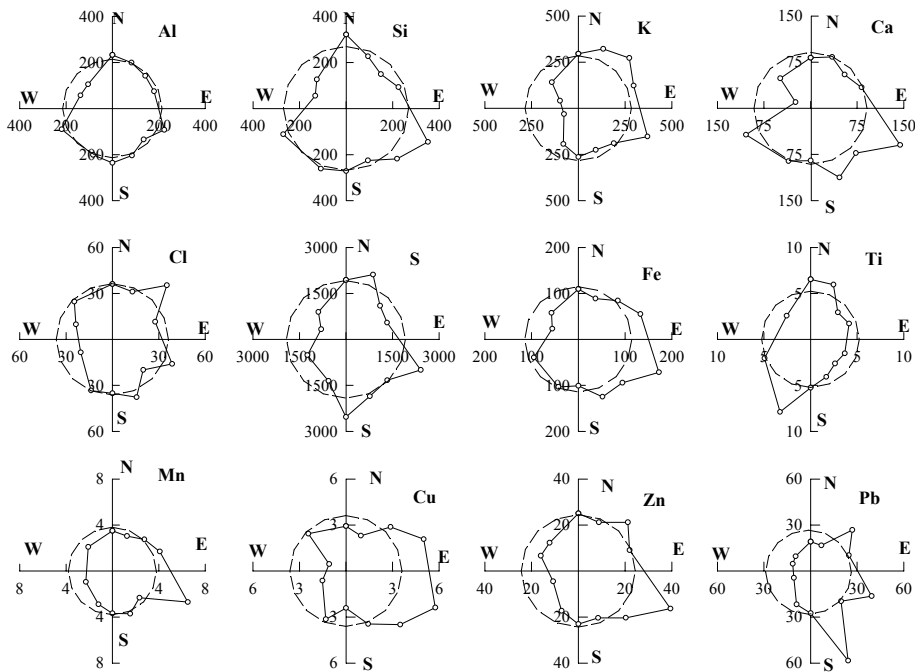 400 N
Al
200
W E
400 200 200 400
200
S
400
400 N
Si
200
W E
400 200 200 400
200
S
400
500 N
K
250
W E
500 250 250 500
250
S
500
150 N
Ca
75
W E
150 75 75 150
75
150
S
60 N
Cl
30
W E
60 30 30 60
30
S
60
3000 N
S
1500
W E
3000 1500 1500 3000
1500
3000
S
200 N
Fe
100
W E
200 100 100 200
100
S
200
10 N
Ti
5
W E
10 5 5 10
5
S
10
8 N
Mn
4
W E
8 4 4 8
4
S
8
6 N
Cu
3
W E
6 3 3 6
3
S
6
40 N
Zn
20
W E
40 20 20 40
20
S
40
60 N
Pb
30
W E
60 30 30 60
30
S
60